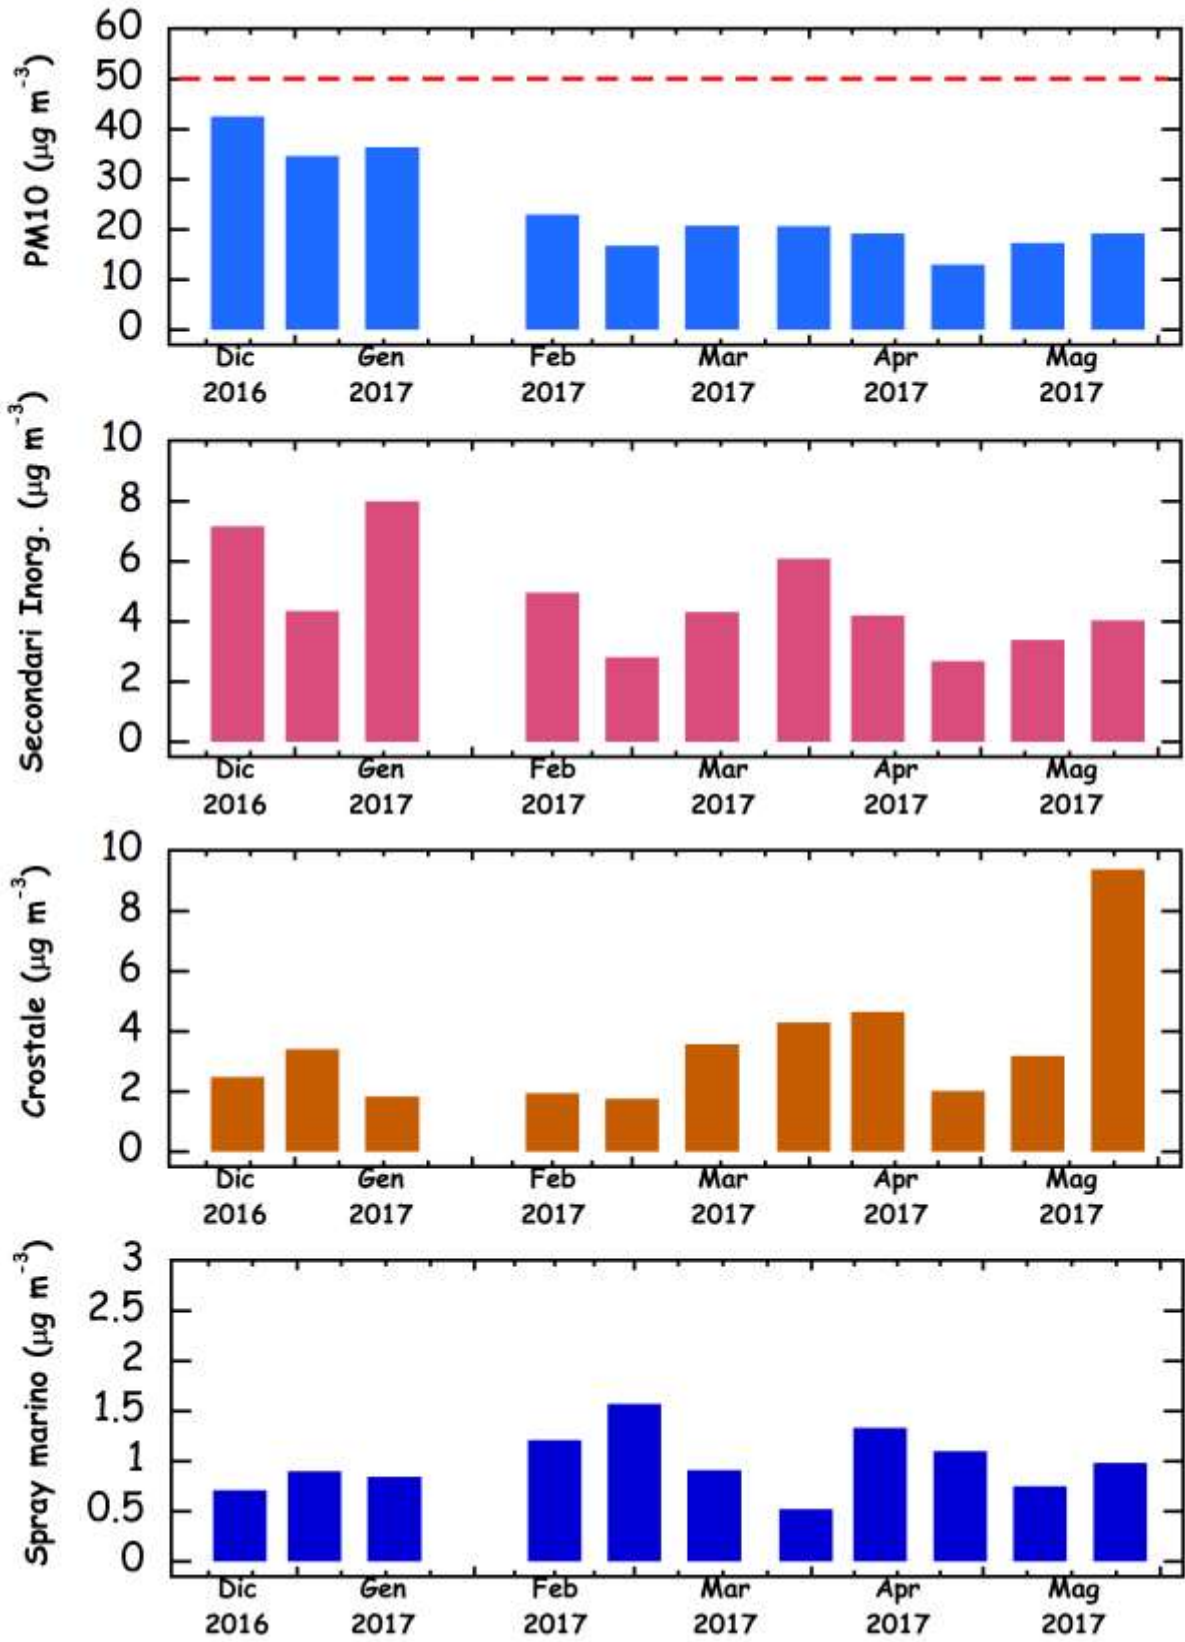 PM10 (µg m-3)
60
50
40
30
20
10
0
Dic Gen Feb Mar Apr Mag
2016 2017 2017 2017 2017 2017
Secondari Inorg. (µg m-3)
10
8
6
4
2
0
Dic Gen Feb Mar Apr Mag
2016 2017 2017 2017 2017 2017
Crostale (µg m-3)
10
8
6
4
2
0
Dic Gen Feb Mar Apr Mag
2016 2017 2017 2017 2017 2017
Spray marino (µg m-3)
3
2.5
2
1.5
1
0.5
0
Dic Gen Feb Mar Apr Mag
2016 2017 2017 2017 2017 2017